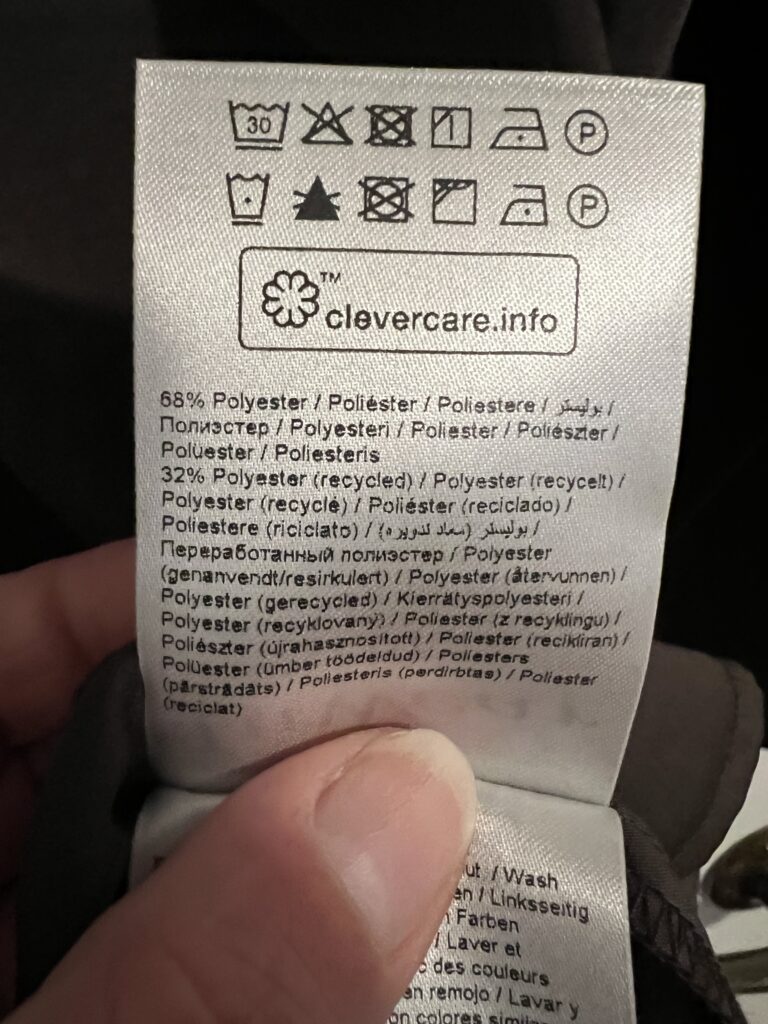 30 P
P
™
clevercare.info
68% Polyester / Poliéster / Poliestere / بوليستر /
Полиэстер / Polyesteri / Poliester / Poliészter /
Polüester / Poliesteris
32% Polyester (recycled) / Polyester (recycelt) /
Polyester (recyclé) / Poliéster (reciclado) /
Poliestere (riciclato) / بوليستر (معاد تدويره) /
Переработанный полиэстер / Polyester
(genanvendt/resirkulert) / Polyester (återvunnen) /
Polyester (gerecycled) / Kierrätyspolyesteri /
Polyester (recyklovaný) / Poliester (z recyklingu) /
Poliészter (újrahasznosított) / Poliester (recikliran) /
Polüester (ümber töödeldud) / Poliesters
(pārstrādāts) / Poliesteris (perdirbtas) / Poliester
(reciclat)
/ Wash
/ Linksseitig
Farben
/ Laver et
des couleurs
remojo / Lavar y
colores